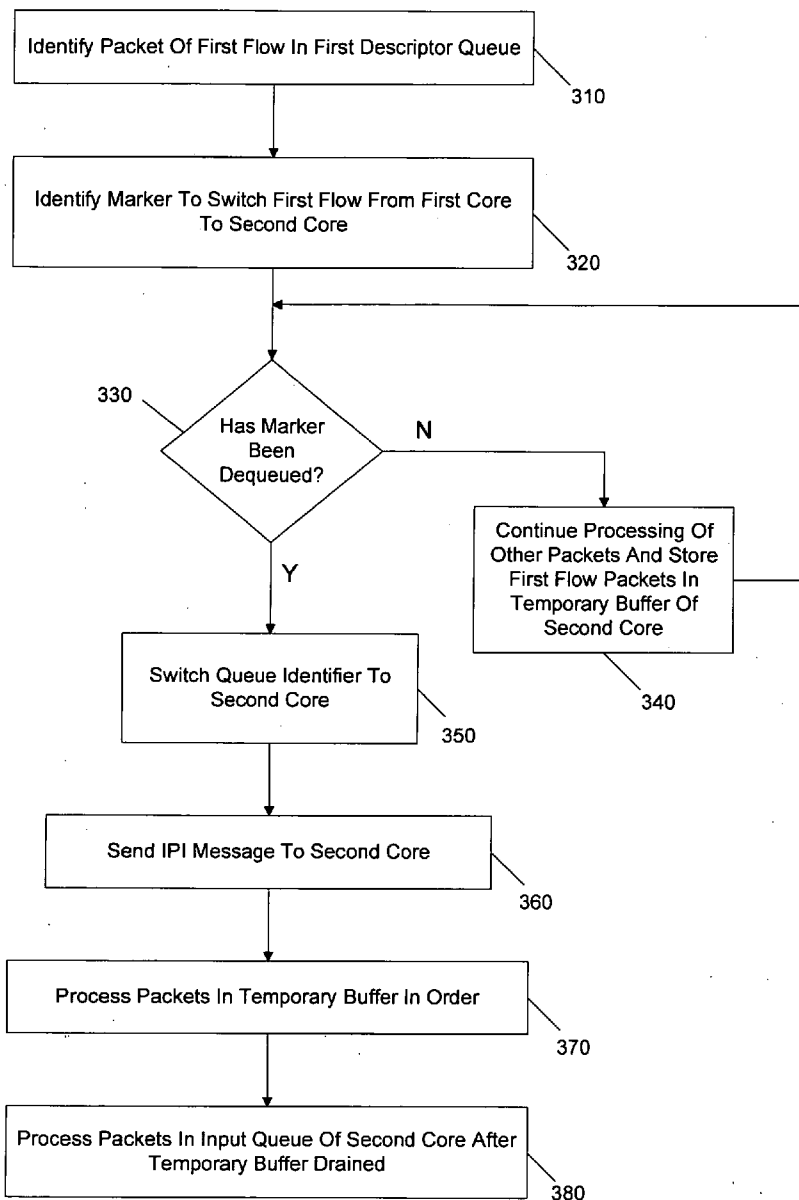 Identify Packet Of First Flow In First Descriptor Queue
310
Identify Marker To Switch First Flow From First Core
To Second Core
320
330
Has Marker
Been
Dequeued?
N
Continue Processing Of
Other Packets And Store
First Flow Packets In
Temporary Buffer Of
Second Core
340
Y
Switch Queue Identifier To
Second Core
350
Send IPI Message To Second Core
360
Process Packets In Temporary Buffer In Order
370
Process Packets In Input Queue Of Second Core After
Temporary Buffer Drained
380